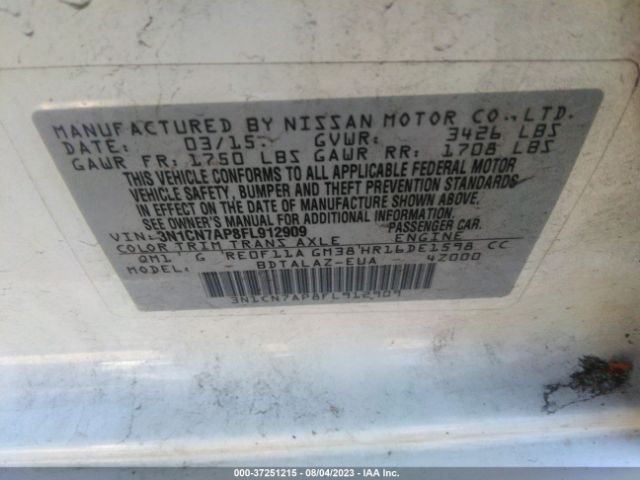 MANUFACTURED BY NISSAN MOTOR CO.,LTD.
DATE: 03/15 GVWR: 3426 LBS
GAWR FR: 1750 LBS GAWR RR: 1708 LBS
THIS VEHICLE CONFORMS TO ALL APPLICABLE FEDERAL MOTOR
VEHICLE SAFETY, BUMPER AND THEFT PREVENTION STANDARDS
IN EFFECT ON THE DATE OF MANUFACTURE SHOWN ABOVE.
SEE OWNER'S MANUAL FOR ADDITIONAL INFORMATION.
VIN: 3N1CN7AP8FL912909 PASSENGER CAR.
COLOR TRIM TRANS AXLE ENGINE
QM1 G RE0F11A GM38 HR16DE1598 CC
MODEL: BDTALAZ-EUA 42000
3N1CN7AP8FL912909
000-37251215 - 08/04/2023 - IAA Inc.